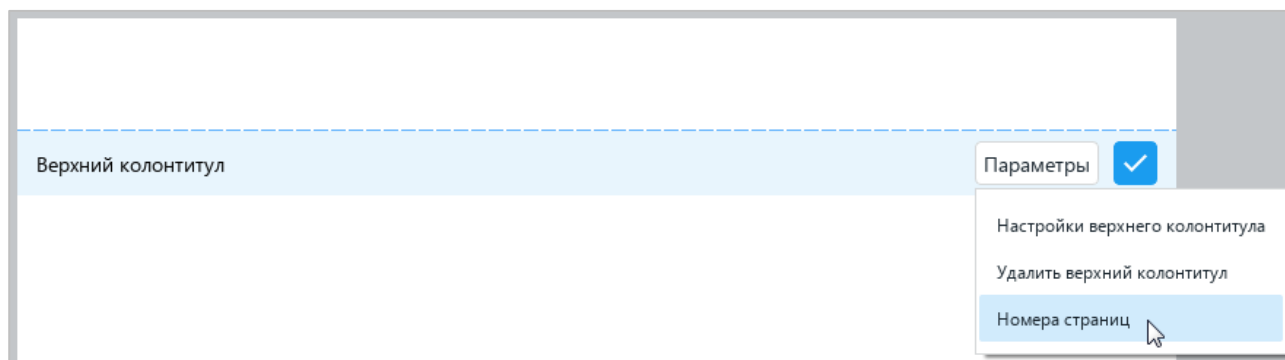 Верхний колонтитул
Параметры
Настройки верхнего колонтитула
Удалить верхний колонтитул
Номера страниц